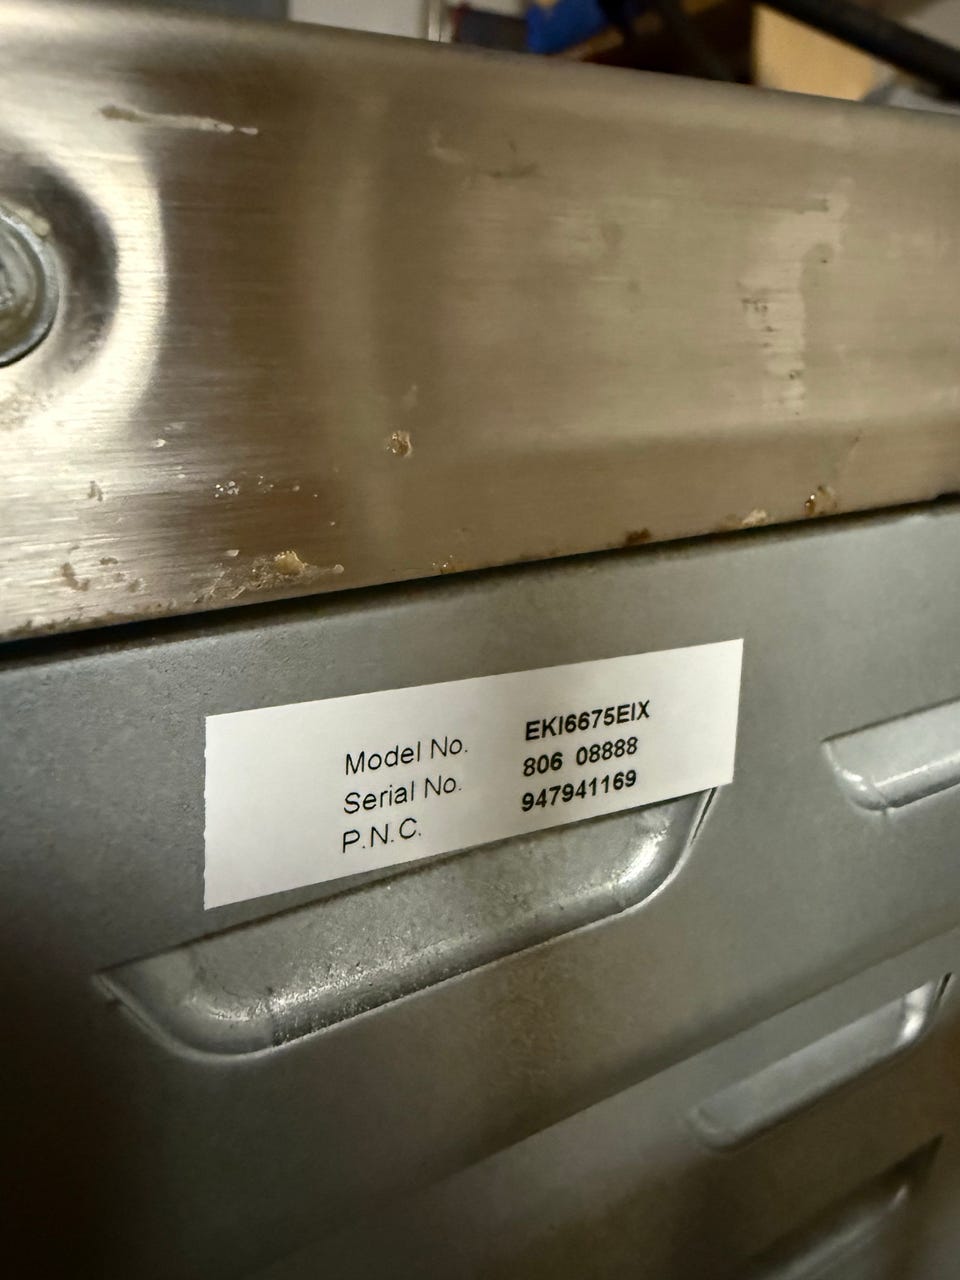 Model No. EKI6675EIX
Serial No. 806 08888
P.N.C. 947941169